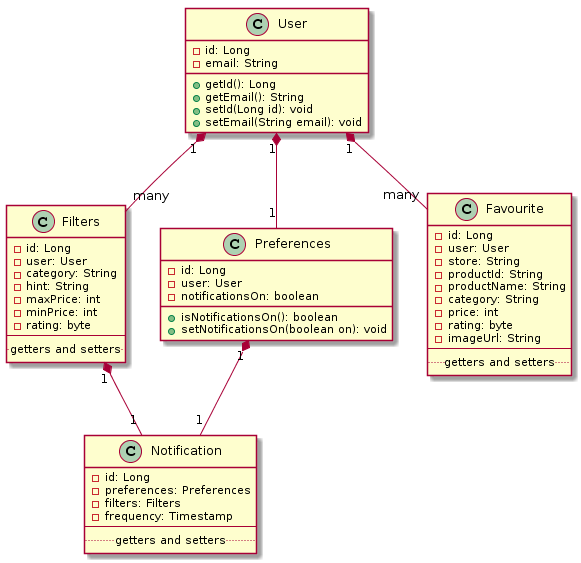 C User
id: Long
email: String
getId(): Long
getEmail(): String
setId(Long id): void
setEmail(String email): void
1 1 1
many many
1
C Filters
id: Long
user: User
category: String
hint: String
maxPrice: int
minPrice: int
rating: byte
getters and setters
C Preferences
id: Long
user: User
notificationsOn: boolean
isNotificationsOn(): boolean
setNotificationsOn(boolean on): void
C Favourite
id: Long
user: User
store: String
productId: String
productName: String
category: String
price: int
rating: byte
imageUrl: String
getters and setters
1 1
1 1
C Notification
id: Long
preferences: Preferences
filters: Filters
frequency: Timestamp
getters and setters